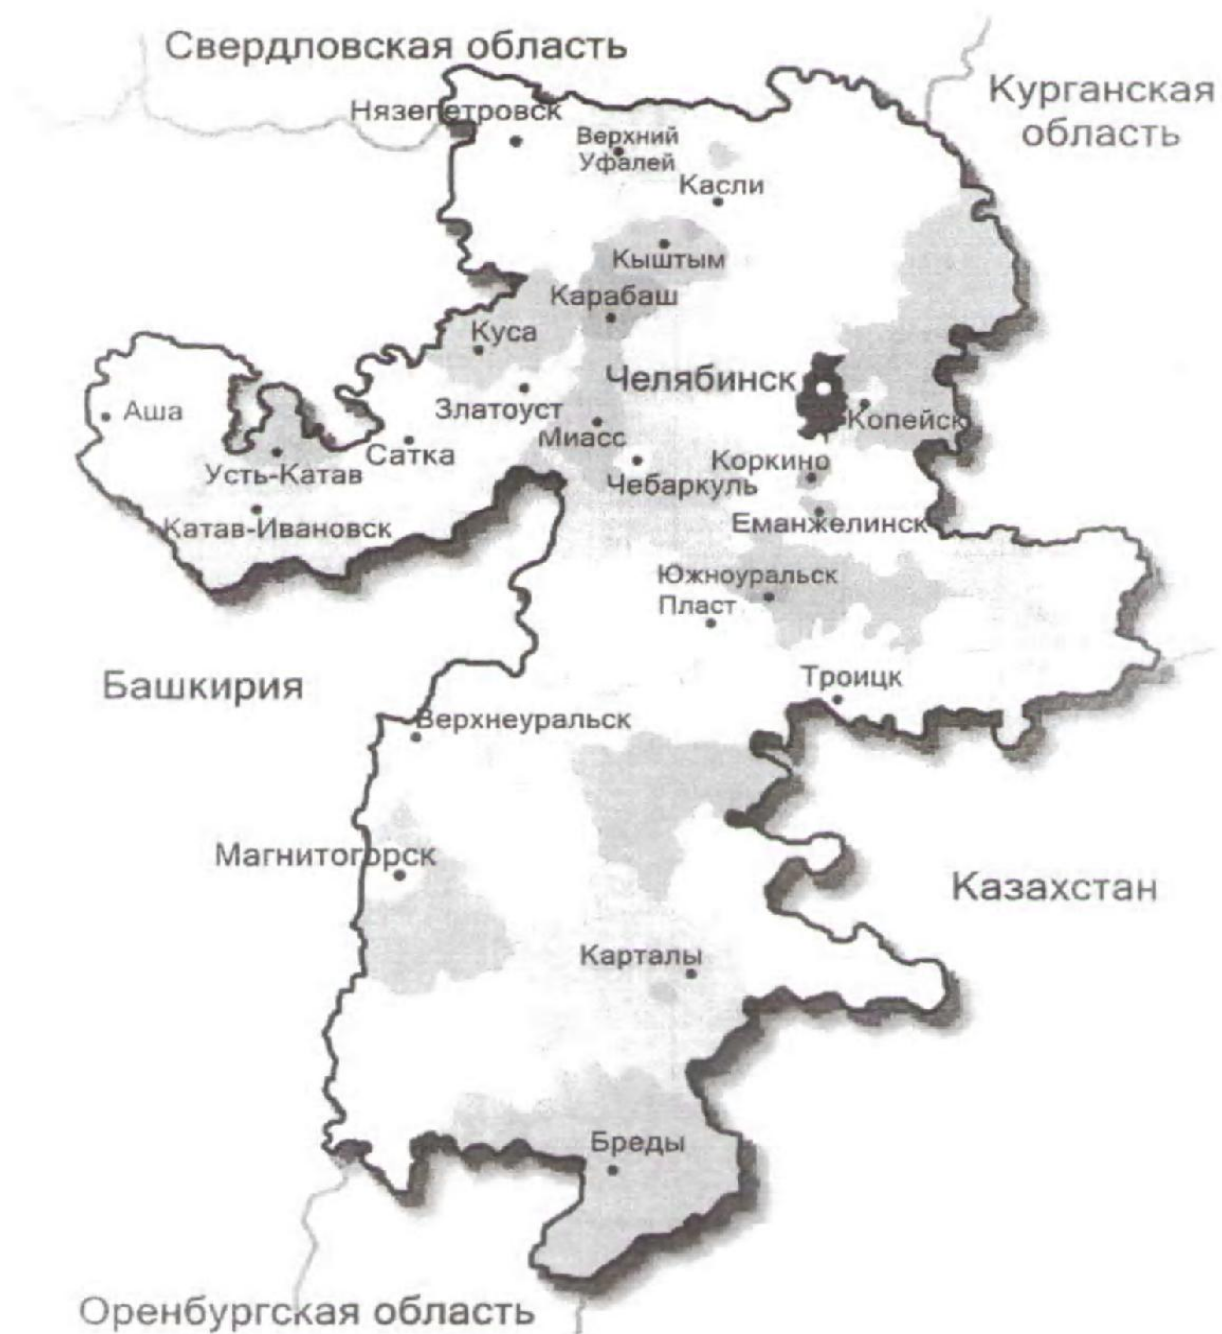 Свердловская область
Курганская
область
Нязепетровск
Верхний
Уфалей
Касли
Кыштым
Карабаш
Куса
Челябинск
Аша
Златоуст
Копейск
Миасс
Сатка
Коркино
Усть-Катав
Чебаркуль
Катав-Ивановск
Еманжелинск
Южноуральск
Пласт
Башкирия
Троицк
Верхнеуральск
Магнитогорск
Казахстан
Карталы
Бреды
Оренбургская область